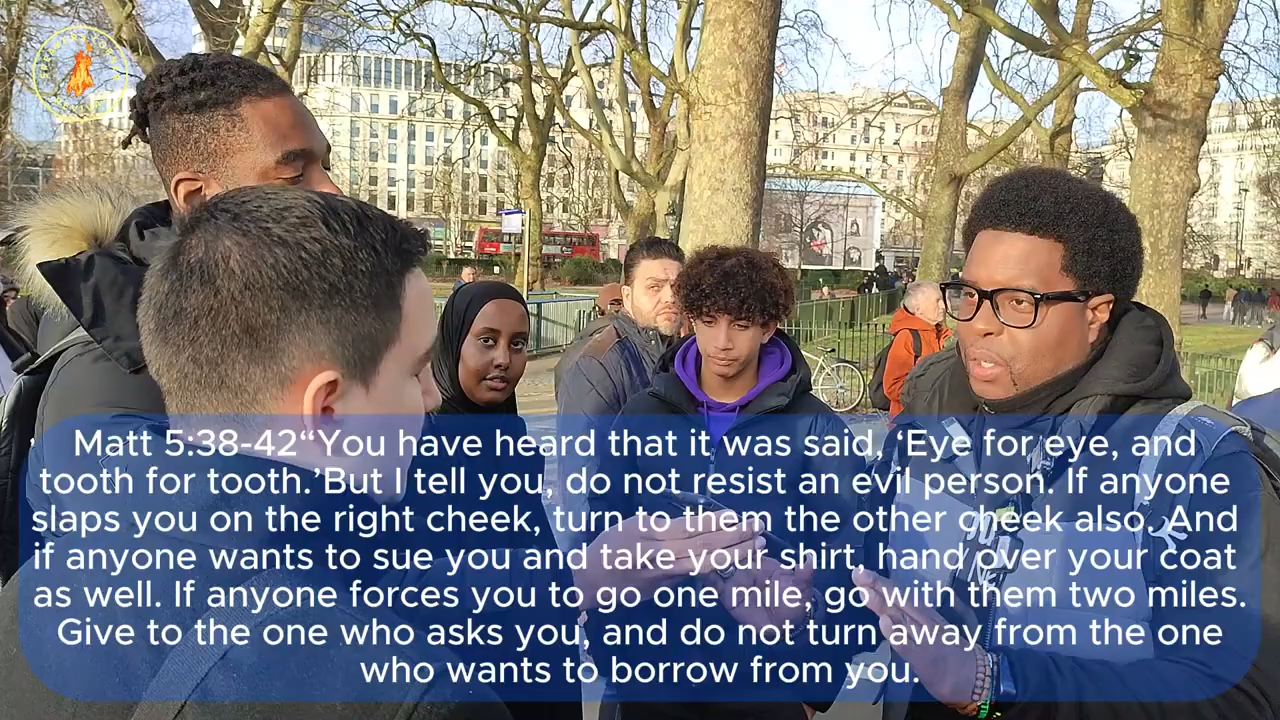 Matt 5:38-42“You have heard that it was said, ‘Eye for eye, and
tooth for tooth.’But I tell you, do not resist an evil person. If anyone
slaps you on the right cheek, turn to them the other cheek also. And
if anyone wants to sue you and take your shirt, hand over your coat
as well. If anyone forces you to go one mile, go with them two miles.
Give to the one who asks you, and do not turn away from the one
who wants to borrow from you.